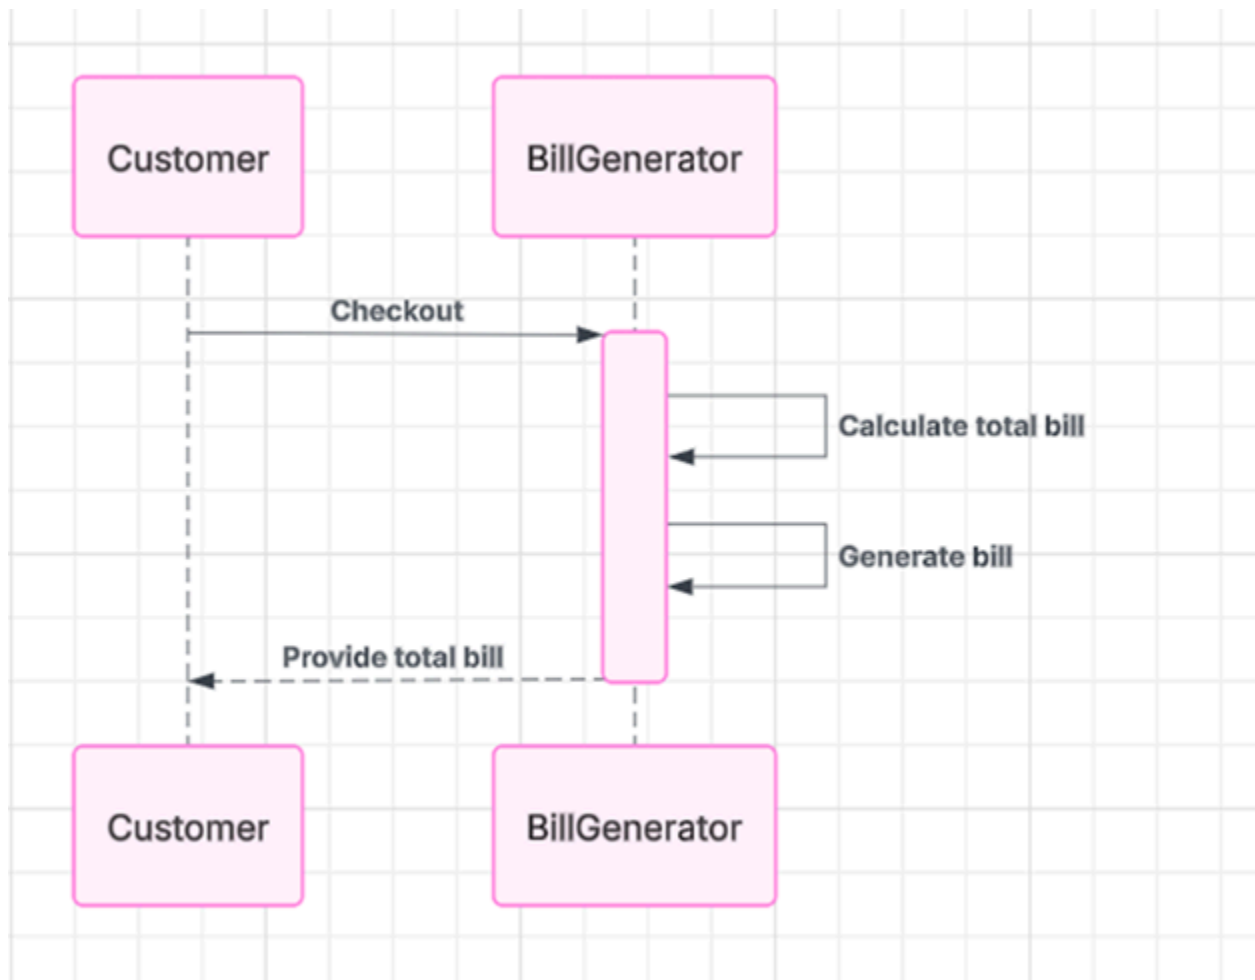 Customer
BillGenerator
Checkout
Calculate total bill
Generate bill
Provide total bill
Customer
BillGenerator